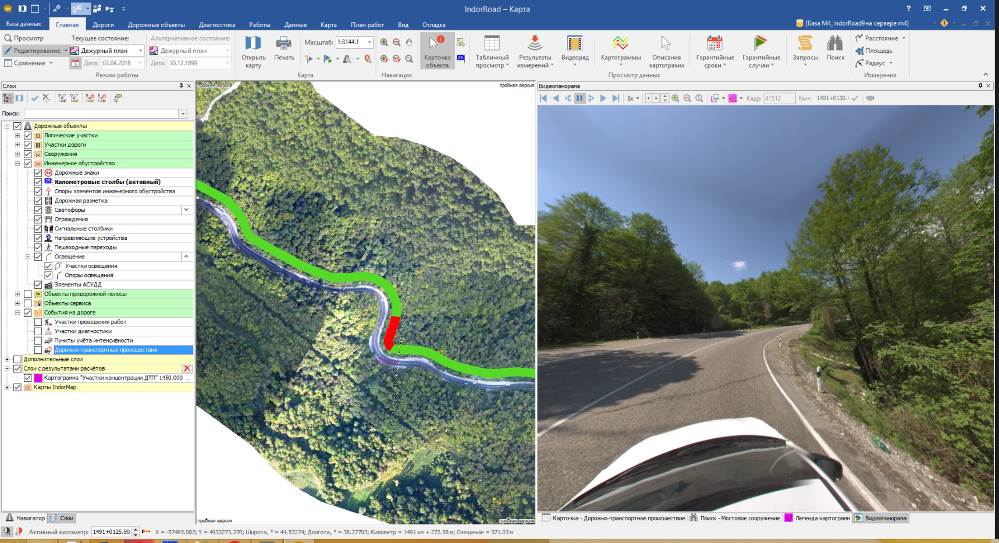 IndorRoad – Карта
База данных Главная Дороги Дорожные объекты Диагностика Работы Данные Карта План работ Вид Отладка
[База M4_IndorRoad9на сервере m4]
Просмотр
Редактирование
Сравнение
Текущее состояние:
Дежурный план
Дата: 03.04.2018
Альтернативное состояние:
Дежурный план
Дата: 30.12.1899
Режим работы
Открыть карту
Печать
Масштаб: 1:3144.1
Карта
Навигация
Карточка объекта
Табличный просмотр
Результаты измерений
Видеоряд
Картограммы
Описания картограмм
Гарантийные сроки
Гарантийные случаи
Запросы
Поиск
Просмотр данных
Расстояние
Площадь
Радиус
Измерения
Слои
Поиск:
Дорожные объекты
Логические участки
Участки дороги
Сооружения
Инженерное обустройство
Дорожные знаки
Километровые столбы (активный)
Опоры элементов инженерного обустройства
Дорожная разметка
Светофоры
Ограждения
Сигнальные столбики
Направляющие устройства
Пешеходные переходы
Освещение
Участки освещения
Опоры освещения
Элементы АСУДД
Объекты придорожной полосы
Объекты сервиса
События на дороге
Участки проведения работ
Участки диагностики
Пункты учёта интенсивности
Дорожно-транспортные происшествия
Дополнительные слои
Слои с результатами расчётов
Картограмма "Участки концентрации ДТП" 1450.000 ...
Карты IndorMap
Навигатор Слои
пробная версия
пробная версия
пробная версия
пробная версия
Видеопанорама
8x
Кадр: 41512 Км+: 1491+0130.
Карточка - Дорожно-транспортное происшествие Поиск - Мостовое сооружение Легенда картограмм Видеопанорама
Активный километр: 1491+0126.90 X = -57465.082; Y = 4933273.270; Широта, ° = 44.53274; Долгота, ° = 38.27703; Километр = 1491 км + 272.58 м; Смещение = 371.03 м